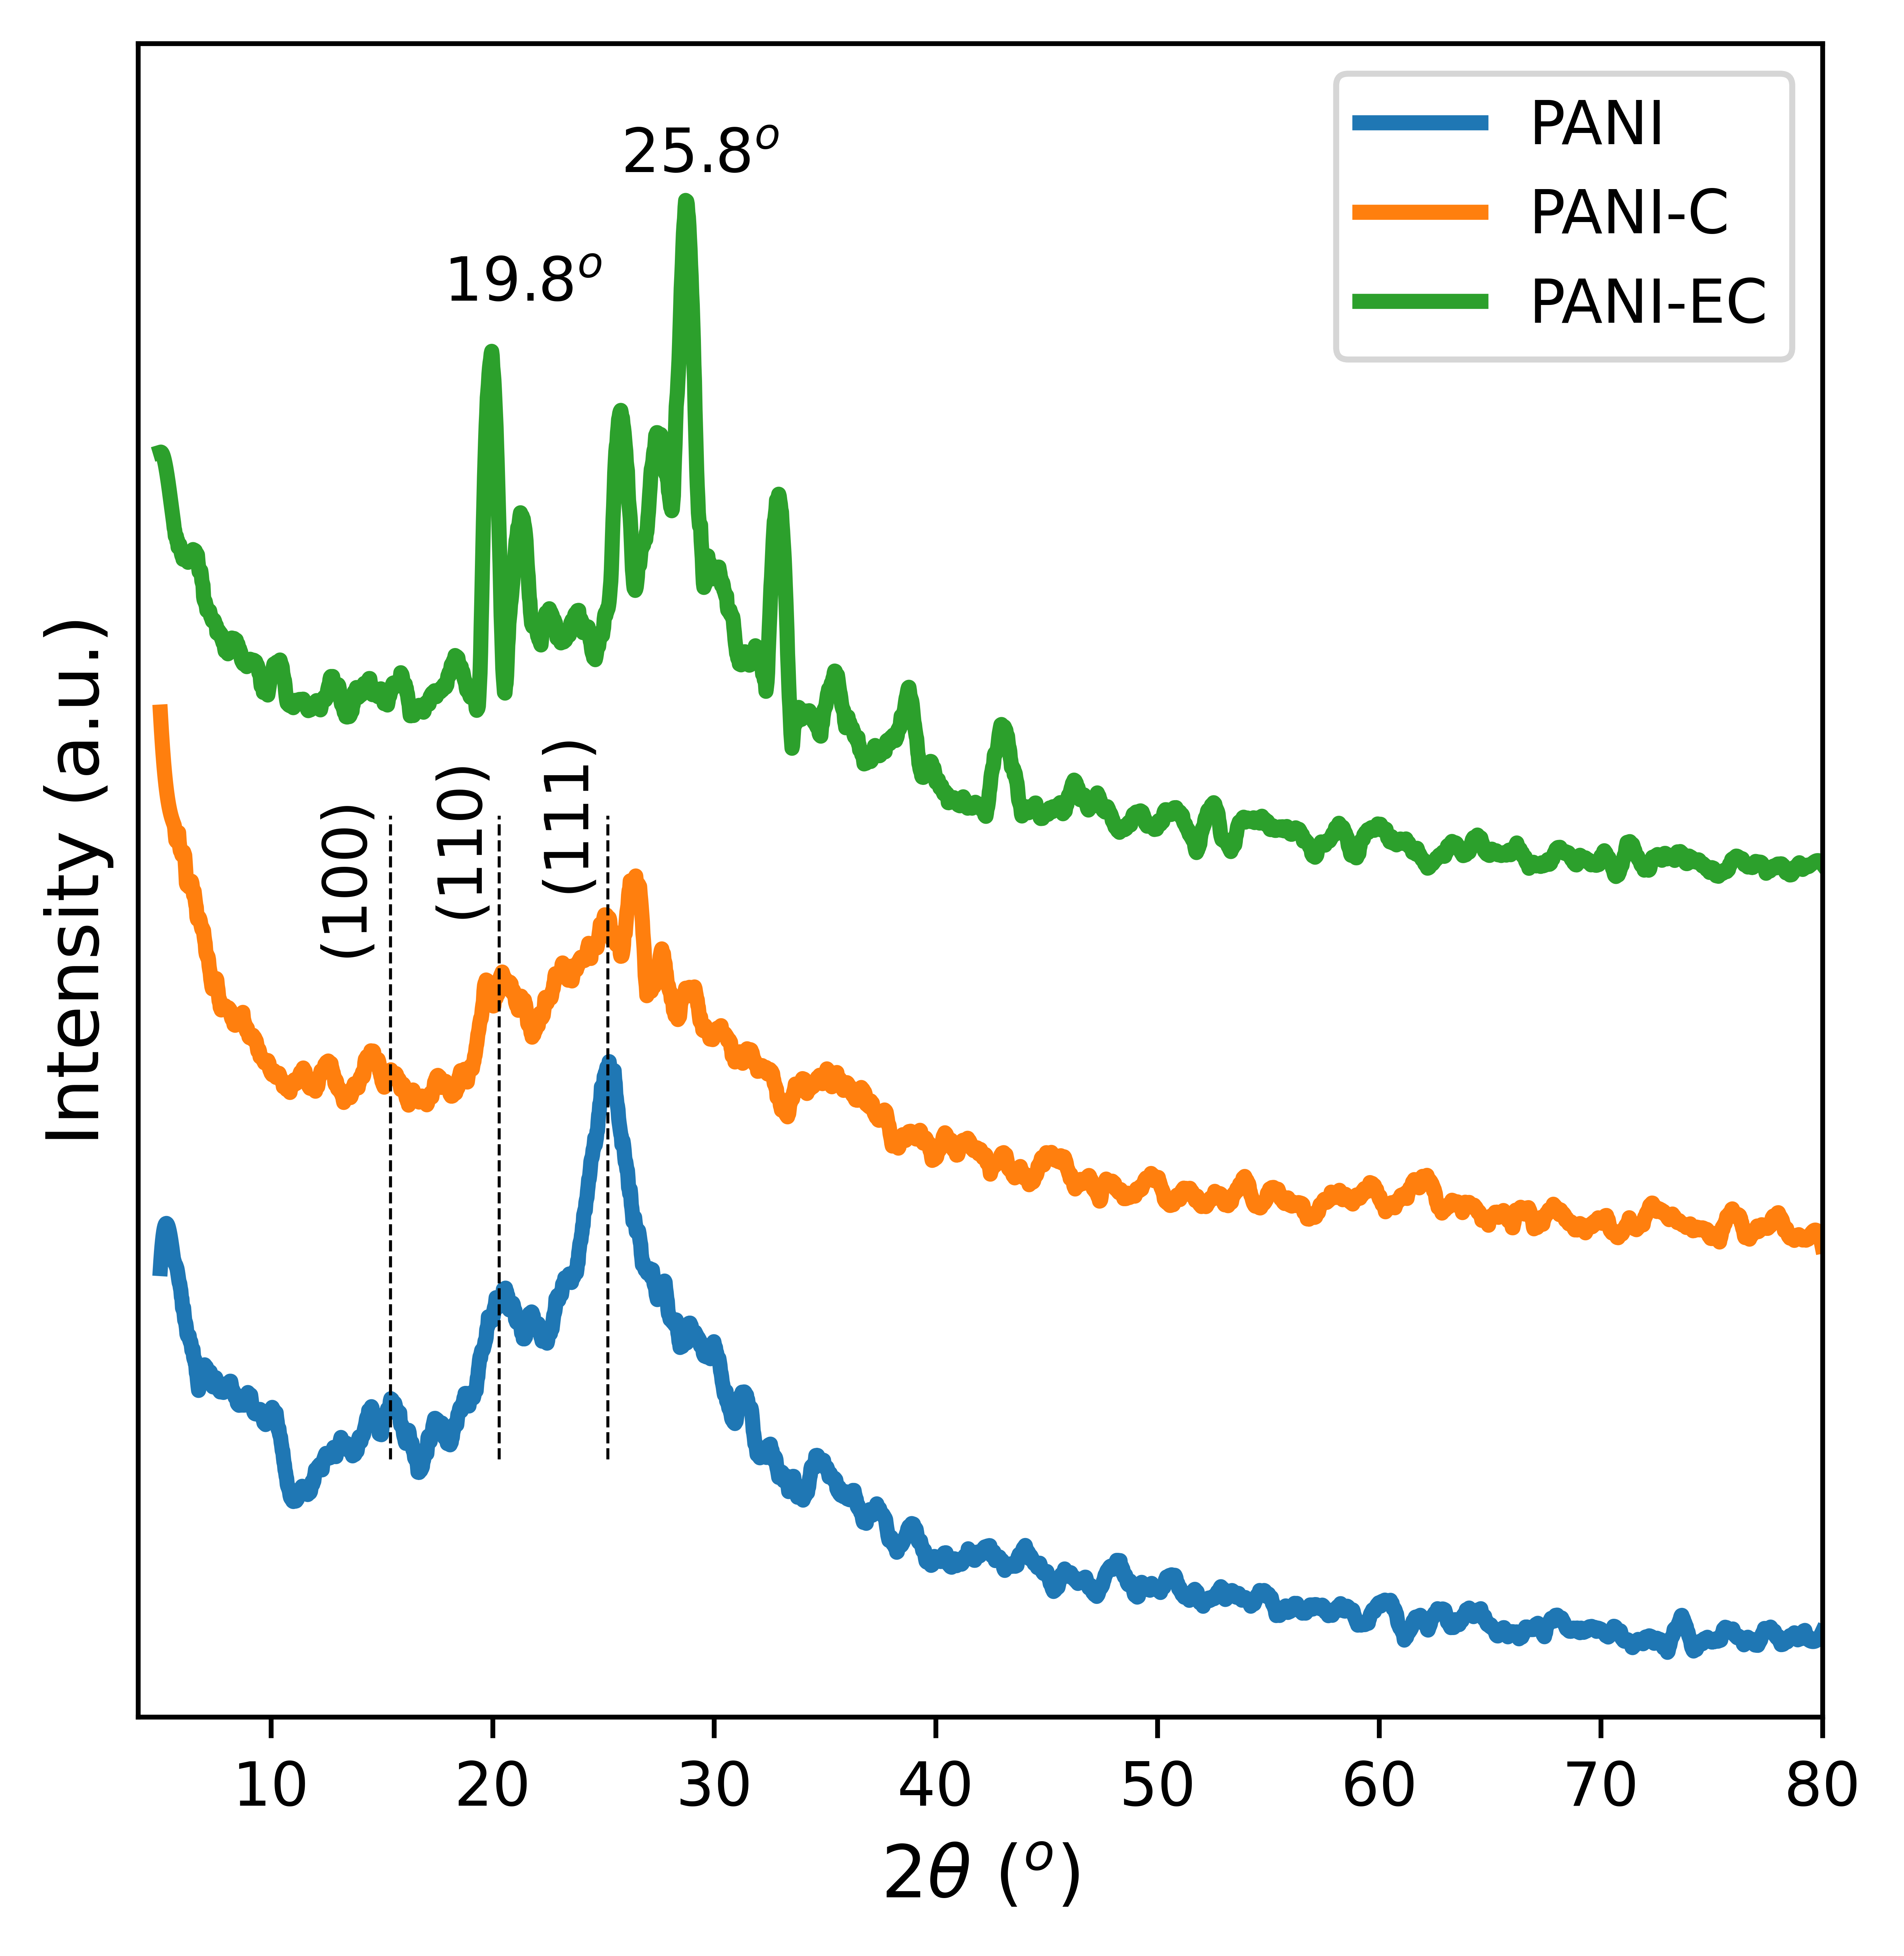 25.8°
19.8°
PANI
PANI-C
PANI-EC
(100)
(110)
(111)
Intensity (a.u.)
10 20 30 40 50 60 70 80
2θ (°)